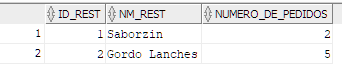 ID_REST NM_REST NUMERO_DE_PEDIDOS
1 1 Saborzin 2
2 2 Gordo Lanches 5